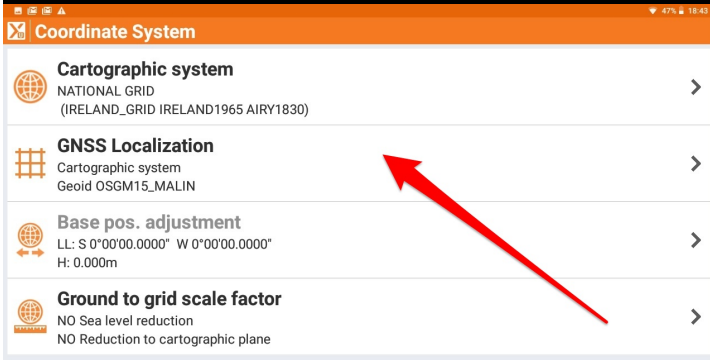 47% 18:43
Coordinate System
Cartographic system
NATIONAL GRID
(IRELAND_GRID IRELAND1965 AIRY1830)
GNSS Localization
Cartographic system
Geoid OSGM15_MALIN
Base pos. adjustment
LL: S 0°00'00.0000" W 0°00'00.0000"
H: 0.000m
Ground to grid scale factor
NO Sea level reduction
NO Reduction to cartographic plane